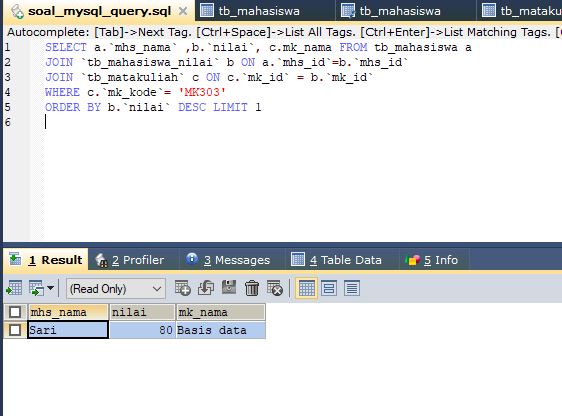 soal_mysql_query.sql × tb_mahasiswa tb_mahasiswa tb_mataku
Autocomplete: [Tab]->Next Tag. [Ctrl+Space]->List All Tags. [Ctrl+Enter]->List Matching Tags. [
1 SELECT a.`mhs_nama` ,b.`nilai`, c.mk_nama FROM tb_mahasiswa a
2 JOIN `tb_mahasiswa_nilai` b ON a.`mhs_id`=b.`mhs_id`
3 JOIN `tb_matakuliah` c ON c.`mk_id` = b.`mk_id`
4 WHERE c.`mk_kode`= 'MK303'
5 ORDER BY b.`nilai` DESC LIMIT 1
6
1 Result 2 Profiler 3 Messages 4 Table Data 5 Info
(Read Only)
mhs_nama nilai mk_nama
Sari 80 Basis data